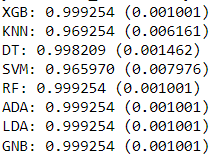 XGB: 0.999254 (0.001001)
KNN: 0.969254 (0.006161)
DT: 0.998209 (0.001462)
SVM: 0.965970 (0.007976)
RF: 0.999254 (0.001001)
ADA: 0.999254 (0.001001)
LDA: 0.999254 (0.001001)
GNB: 0.999254 (0.001001)